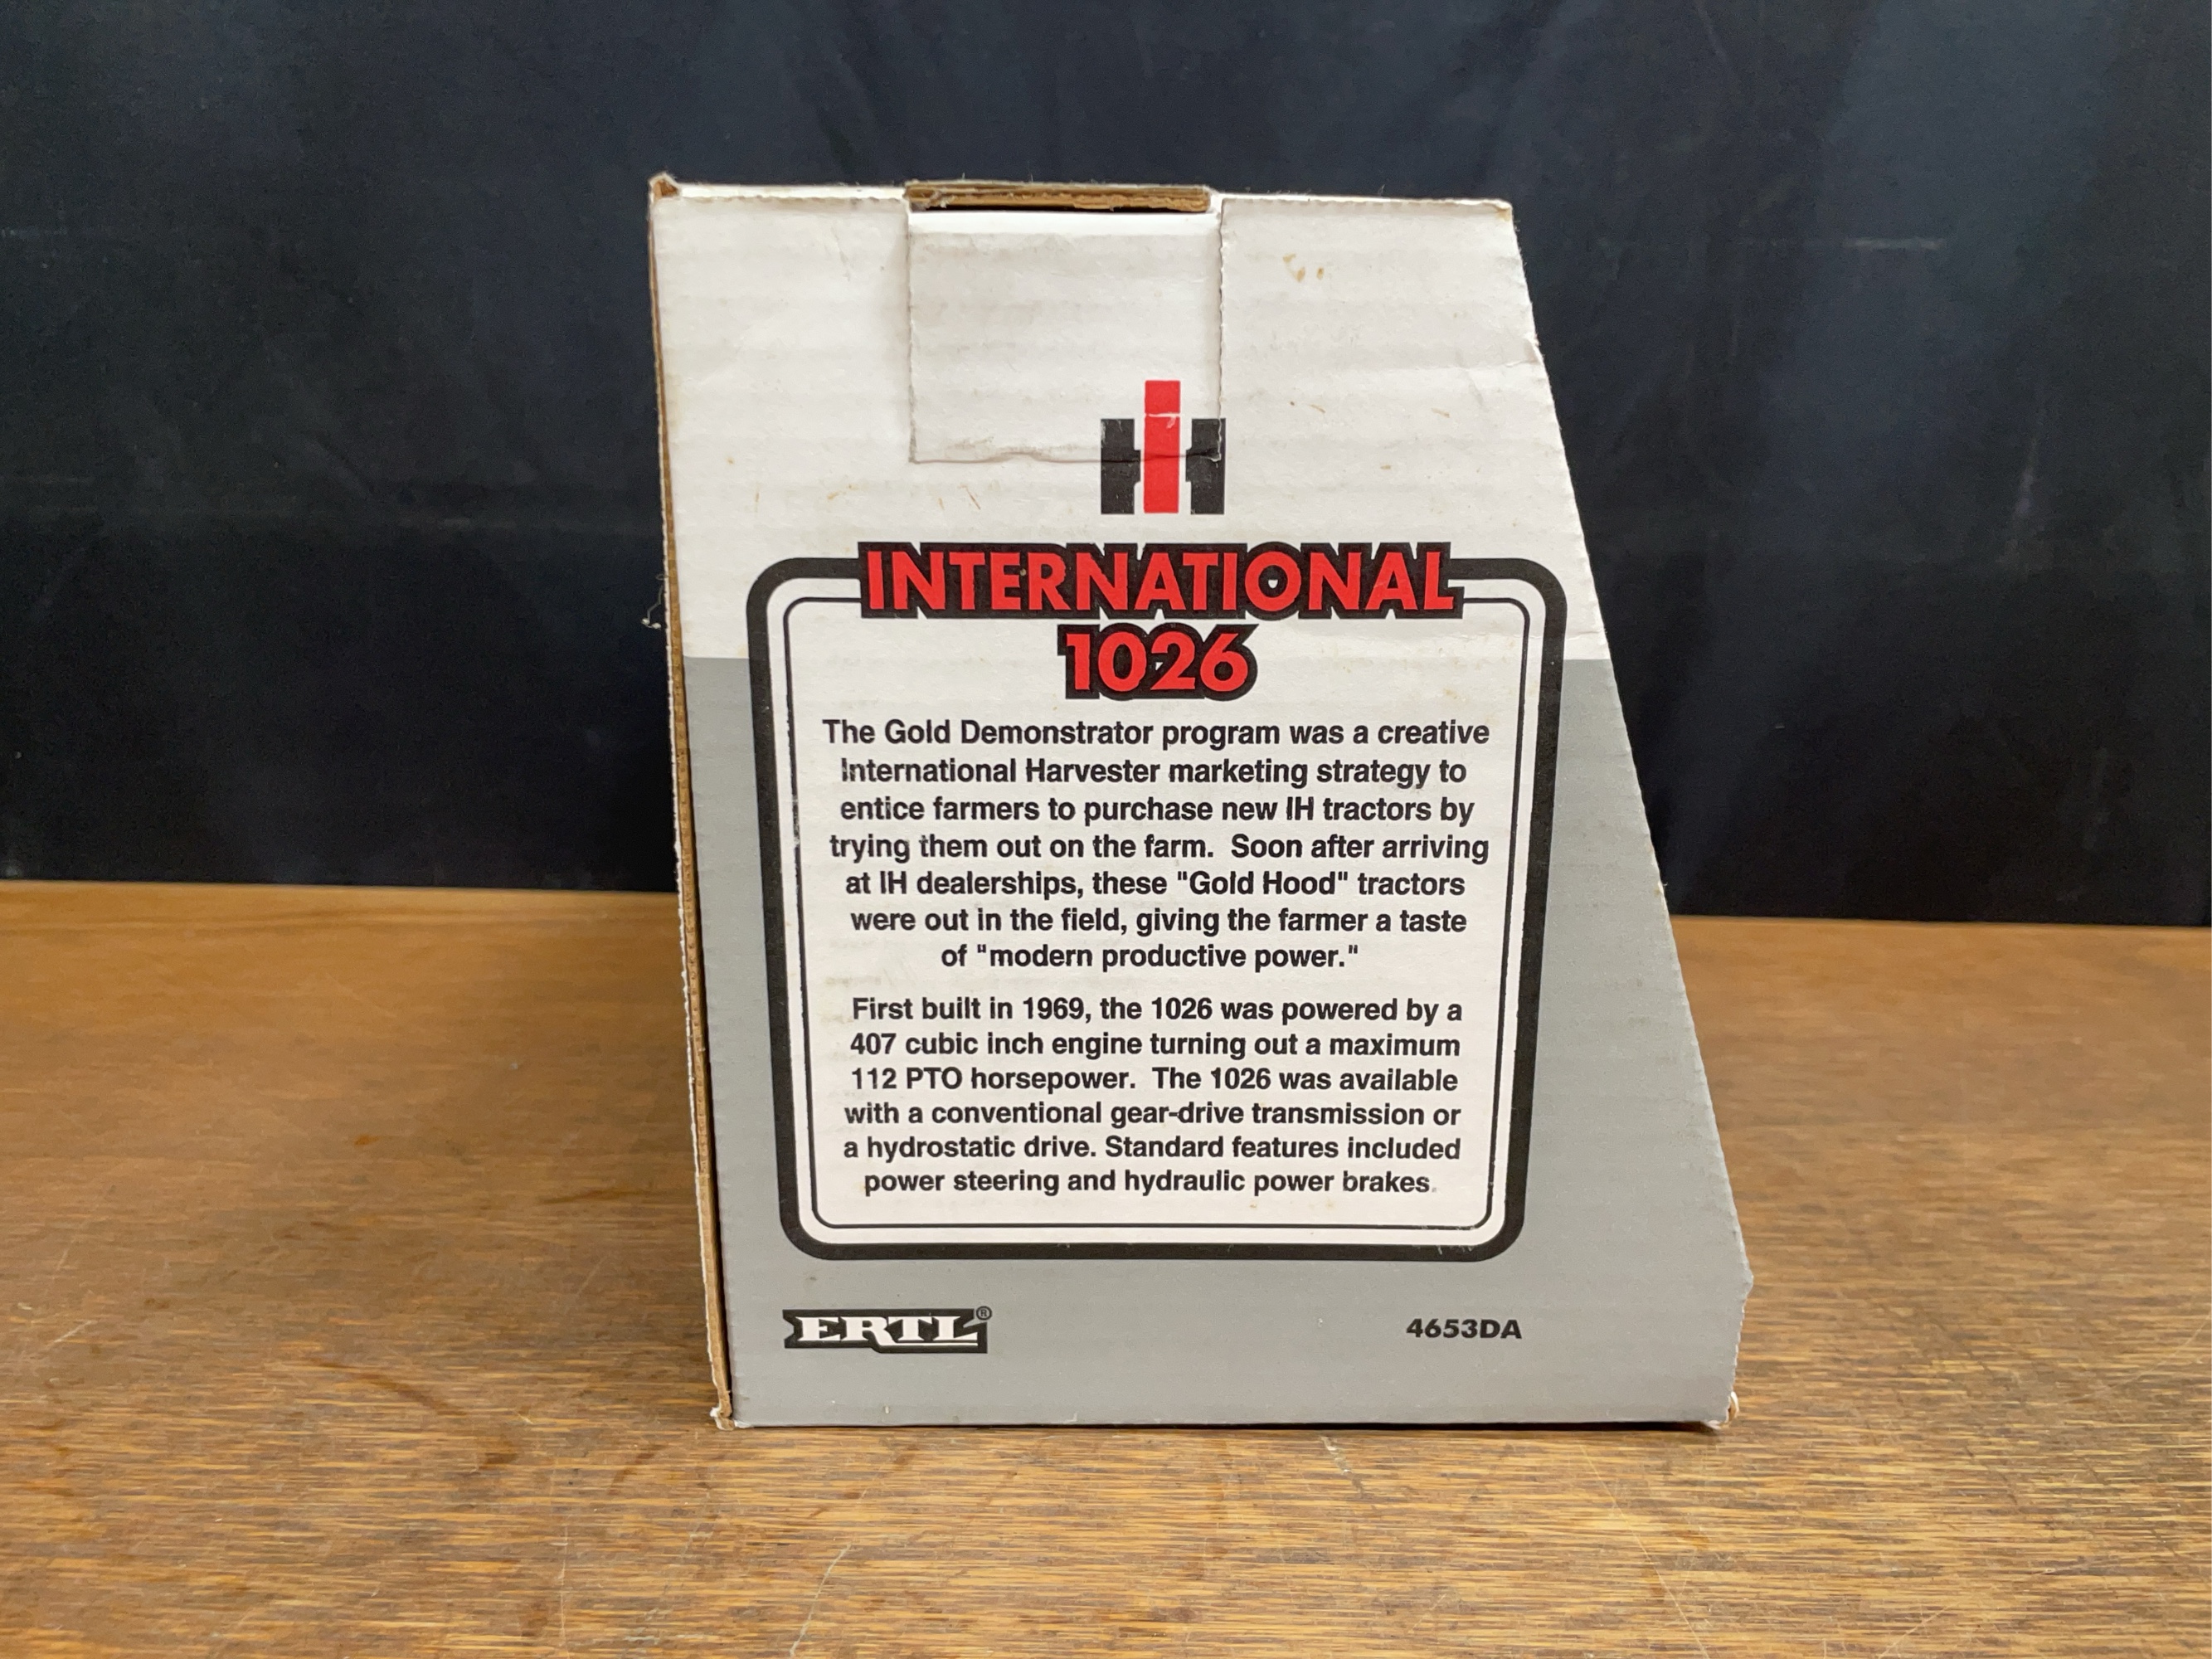 IH
INTERNATIONAL
1026
The Gold Demonstrator program was a creative
International Harvester marketing strategy to
entice farmers to purchase new IH tractors by
trying them out on the farm.  Soon after arriving
at IH dealerships, these "Gold Hood" tractors
were out in the field, giving the farmer a taste
of "modern productive power."
First built in 1969, the 1026 was powered by a
407 cubic inch engine turning out a maximum
112 PTO horsepower.  The 1026 was available
with a conventional gear-drive transmission or
a hydrostatic drive. Standard features included
power steering and hydraulic power brakes.
ERTL®
4653DA